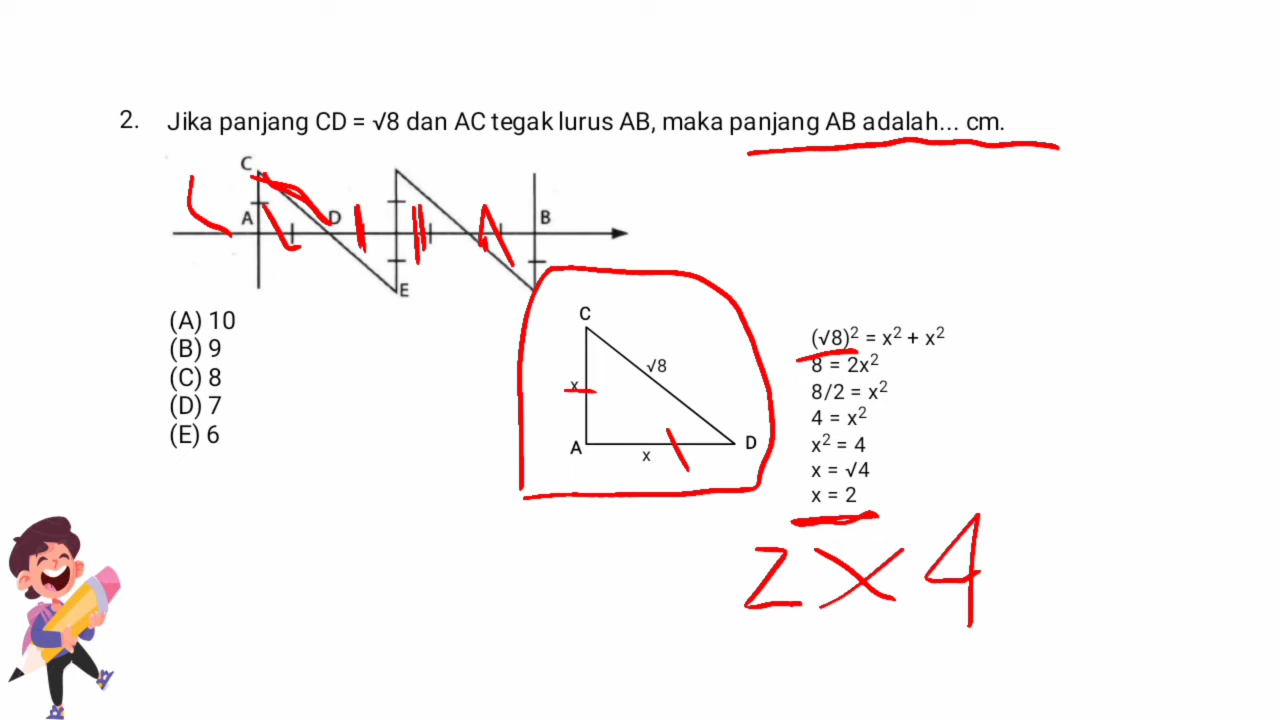 2. Jika panjang CD = √8 dan AC tegak lurus AB, maka panjang AB adalah... cm.
C
A
D
B
E
(A) 10
(B) 9
(C) 8
(D) 7
(E) 6
C
√8
x
A
x
D
(√8)² = x² + x²
8 = 2x²
8/2 = x²
4 = x²
x² = 4
x = √4
x = 2
2 x 4